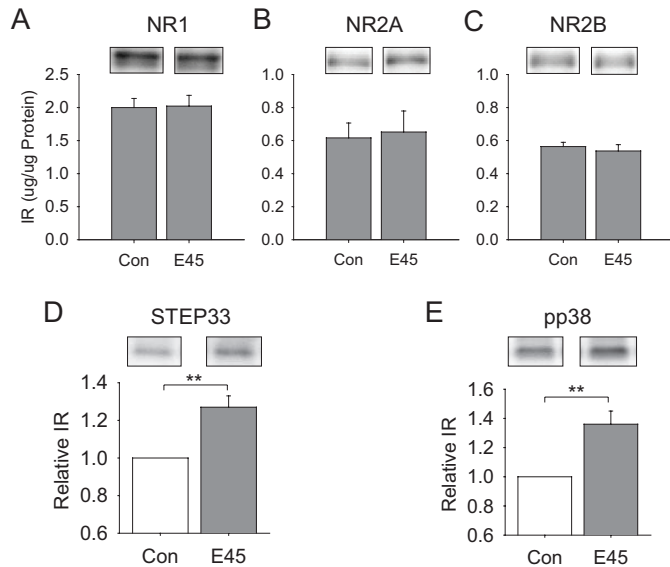 A
NR1
B
NR2A
C
NR2B
IR (ug/ug Protein)
2.5
2.0
1.5
1.0
0.5
0.0
Con
E45
1.0
0.8
0.6
0.4
0.2
0.0
Con
E45
1.0
0.8
0.6
0.4
0.2
0.0
Con
E45
D
STEP33
Relative IR
1.4
1.2
1.0
0.8
0.6
**
Con
E45
E
pp38
Relative IR
1.6
1.4
1.2
1.0
0.8
0.6
**
Con
E45